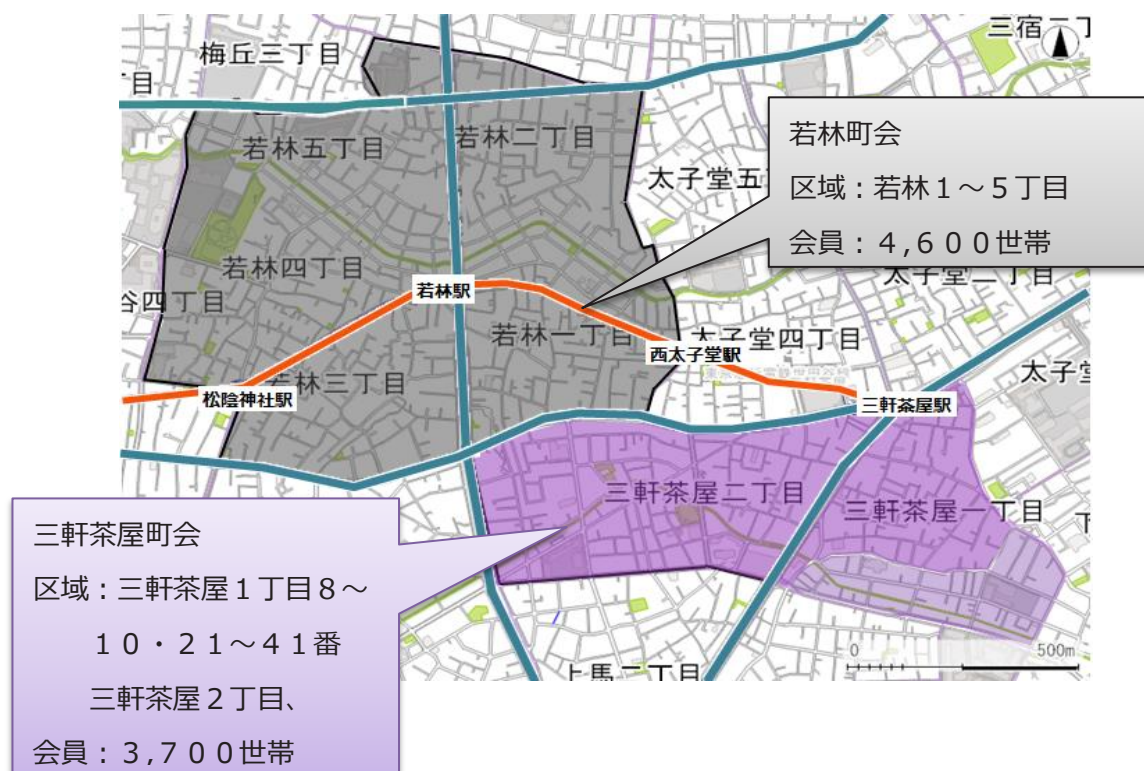 梅丘三丁目
三宿二丁
丁目
若林五丁目
若林二丁目
太子堂五
若林町会
区域：若林１～５丁目
会員：４,６００世帯
若林四丁目
谷四丁目
若林駅
若林一丁目
太子堂二丁目
西太子堂駅
太子堂四丁目
太子堂
若林三丁目
松陰神社駅
三軒茶屋駅
三軒茶屋二丁目
三軒茶屋一丁目
下
三軒茶屋町会
区域：三軒茶屋１丁目８～
１０・２１～４１番
三軒茶屋２丁目、
会員：３,７００世帯
上馬一丁目
0 500m